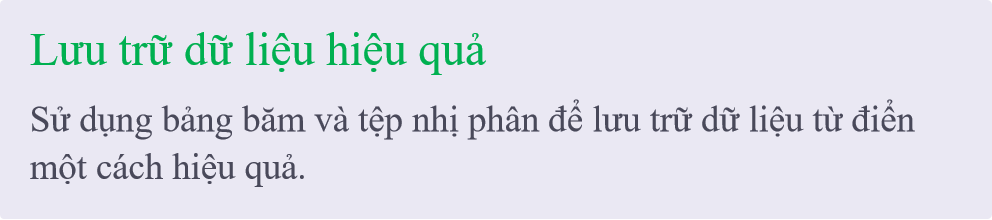 Lưu trữ dữ liệu hiệu quả
Sử dụng bảng băm và tệp nhị phân để lưu trữ dữ liệu từ điển
một cách hiệu quả.